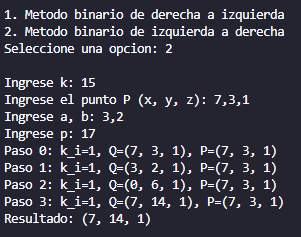 1. Metodo binario de derecha a izquierda
2. Metodo binario de izquierda a derecha
Seleccione una opcion: 2
Ingrese k: 15
Ingrese el punto P (x, y, z): 7,3,1
Ingrese a, b: 3,2
Ingrese p: 17
Paso 0: k_i=1, Q=(7, 3, 1), P=(7, 3, 1)
Paso 1: k_i=1, Q=(3, 2, 1), P=(7, 3, 1)
Paso 2: k_i=1, Q=(0, 6, 1), P=(7, 3, 1)
Paso 3: k_i=1, Q=(7, 14, 1), P=(7, 3, 1)
Resultado: (7, 14, 1)